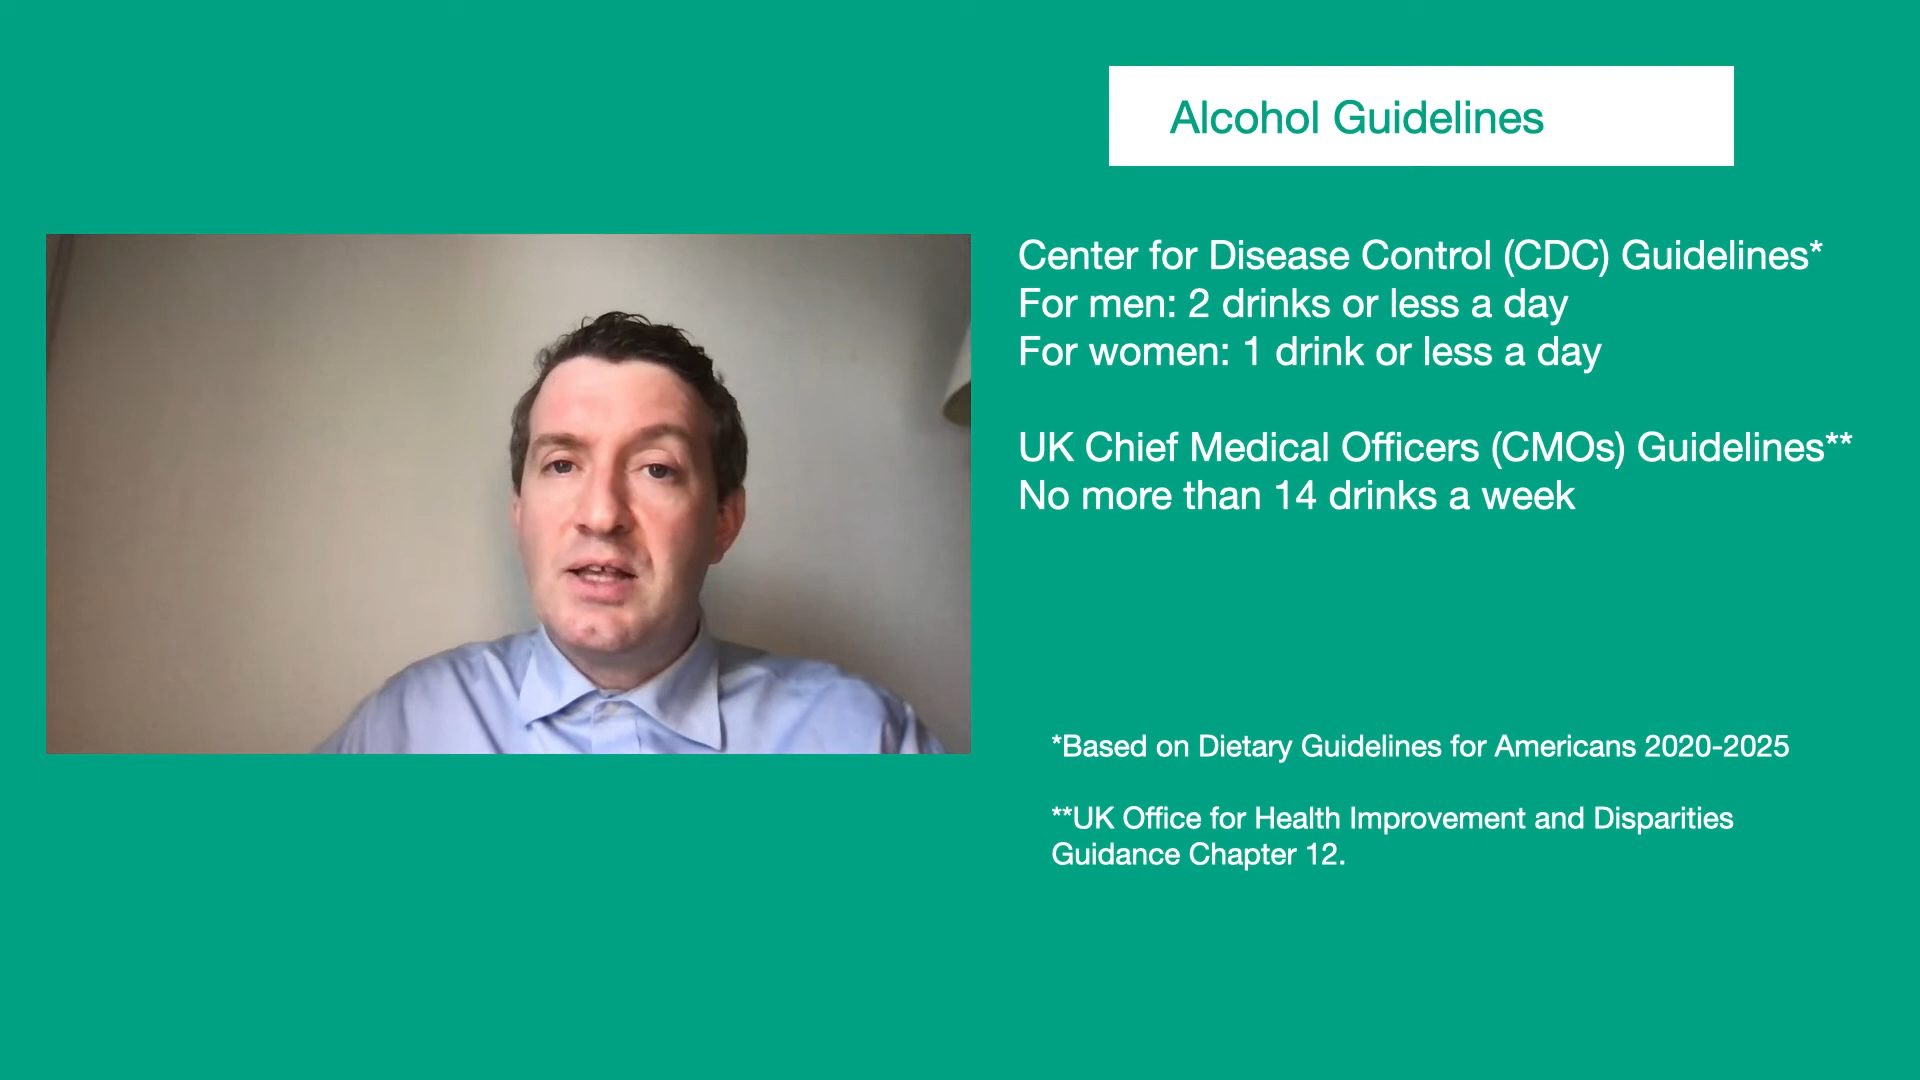 Alcohol Guidelines
Center for Disease Control (CDC) Guidelines*
For men: 2 drinks or less a day
For women: 1 drink or less a day
UK Chief Medical Officers (CMOs) Guidelines**
No more than 14 drinks a week
*Based on Dietary Guidelines for Americans 2020-2025
**UK Office for Health Improvement and Disparities
Guidance Chapter 12.